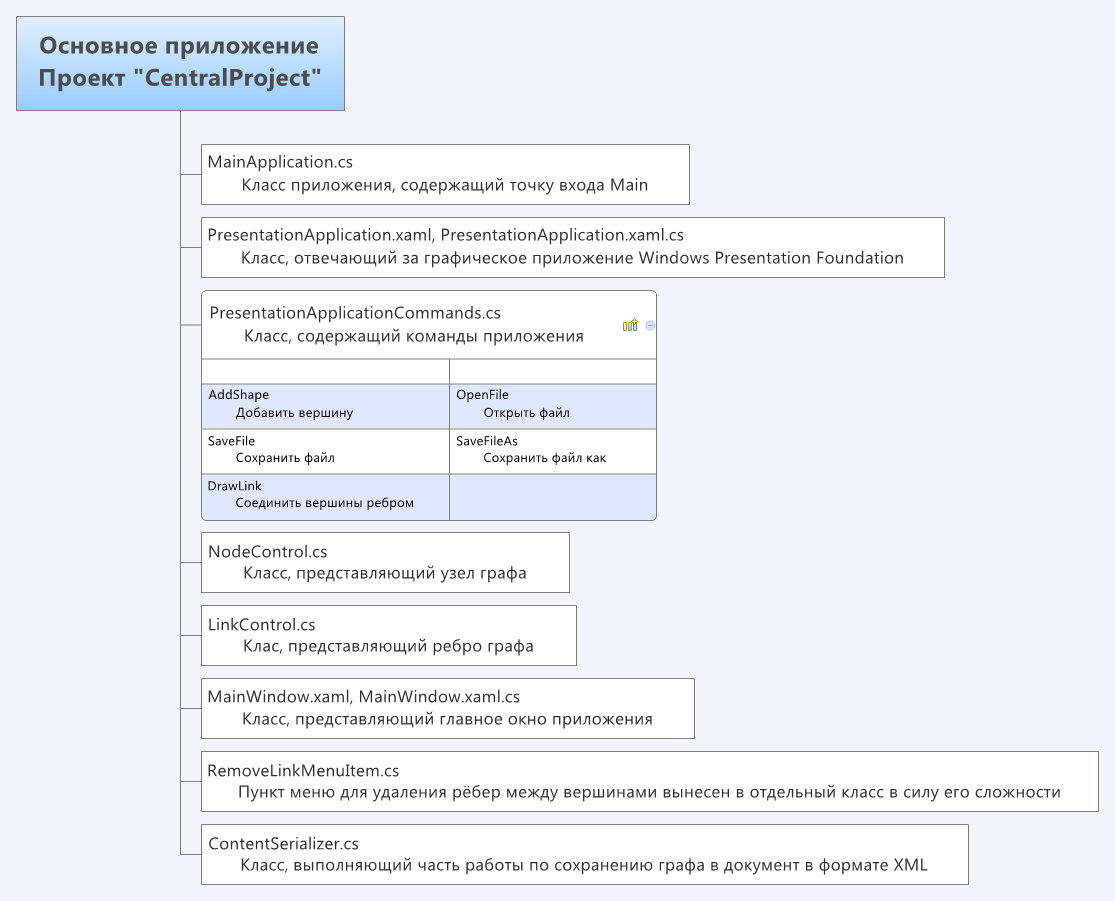 Основное приложение
Проект "CentralProject"
MainApplication.cs
Класс приложения, содержащий точку входа Main
PresentationApplication.xaml, PresentationApplication.xaml.cs
Класс, отвечающий за графическое приложение Windows Presentation Foundation
PresentationApplicationCommands.cs
Класс, содержащий команды приложения
AddShape
Добавить вершину
OpenFile
Открыть файл
SaveFile
Сохранить файл
SaveFileAs
Сохранить файл как
DrawLink
Соединить вершины ребром
NodeControl.cs
Класс, представляющий узел графа
LinkControl.cs
Клас, представляющий ребро графа
MainWindow.xaml, MainWindow.xaml.cs
Класс, представляющий главное окно приложения
RemoveLinkMenuItem.cs
Пункт меню для удаления рёбер между вершинами вынесен в отдельный класс в силу его сложности
ContentSerializer.cs
Класс, выполняющий часть работы по сохранению графа в документ в формате XML